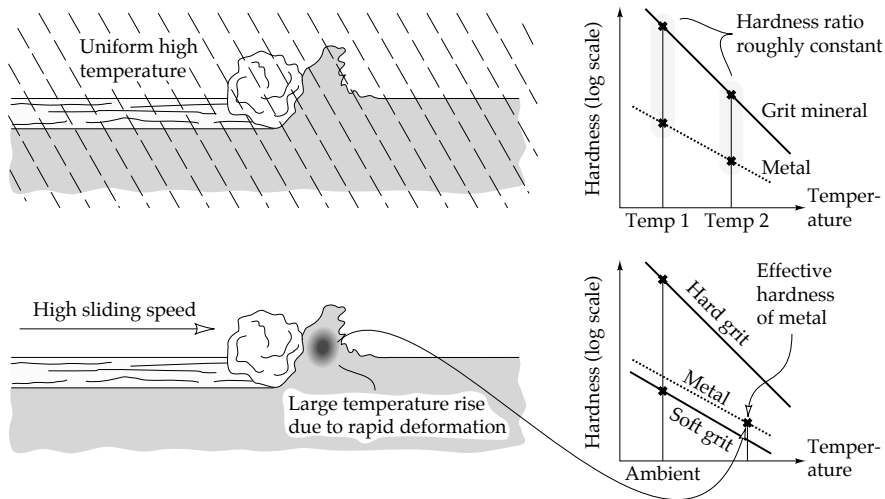 Uniform high
temperature
Hardness (log scale)
Hardness ratio
roughly constant
Grit mineral
Metal
Temp 1
Temp 2
Temper-
ature
High sliding speed
Large temperature rise
due to rapid deformation
Hardness (log scale)
Effective
hardness
of metal
Hard grit
Metal
Soft grit
Ambient
Temper-
ature